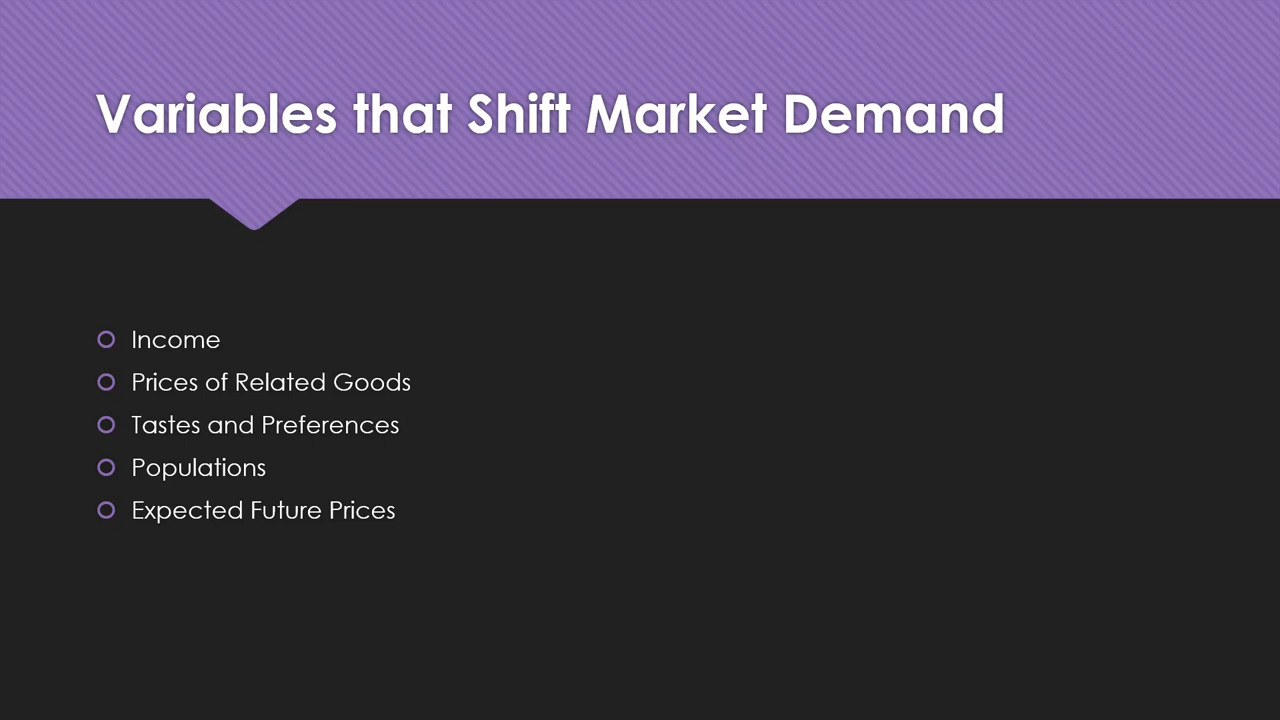 Variables that Shift Market Demand
Income
Prices of Related Goods
Tastes and Preferences
Populations
Expected Future Prices